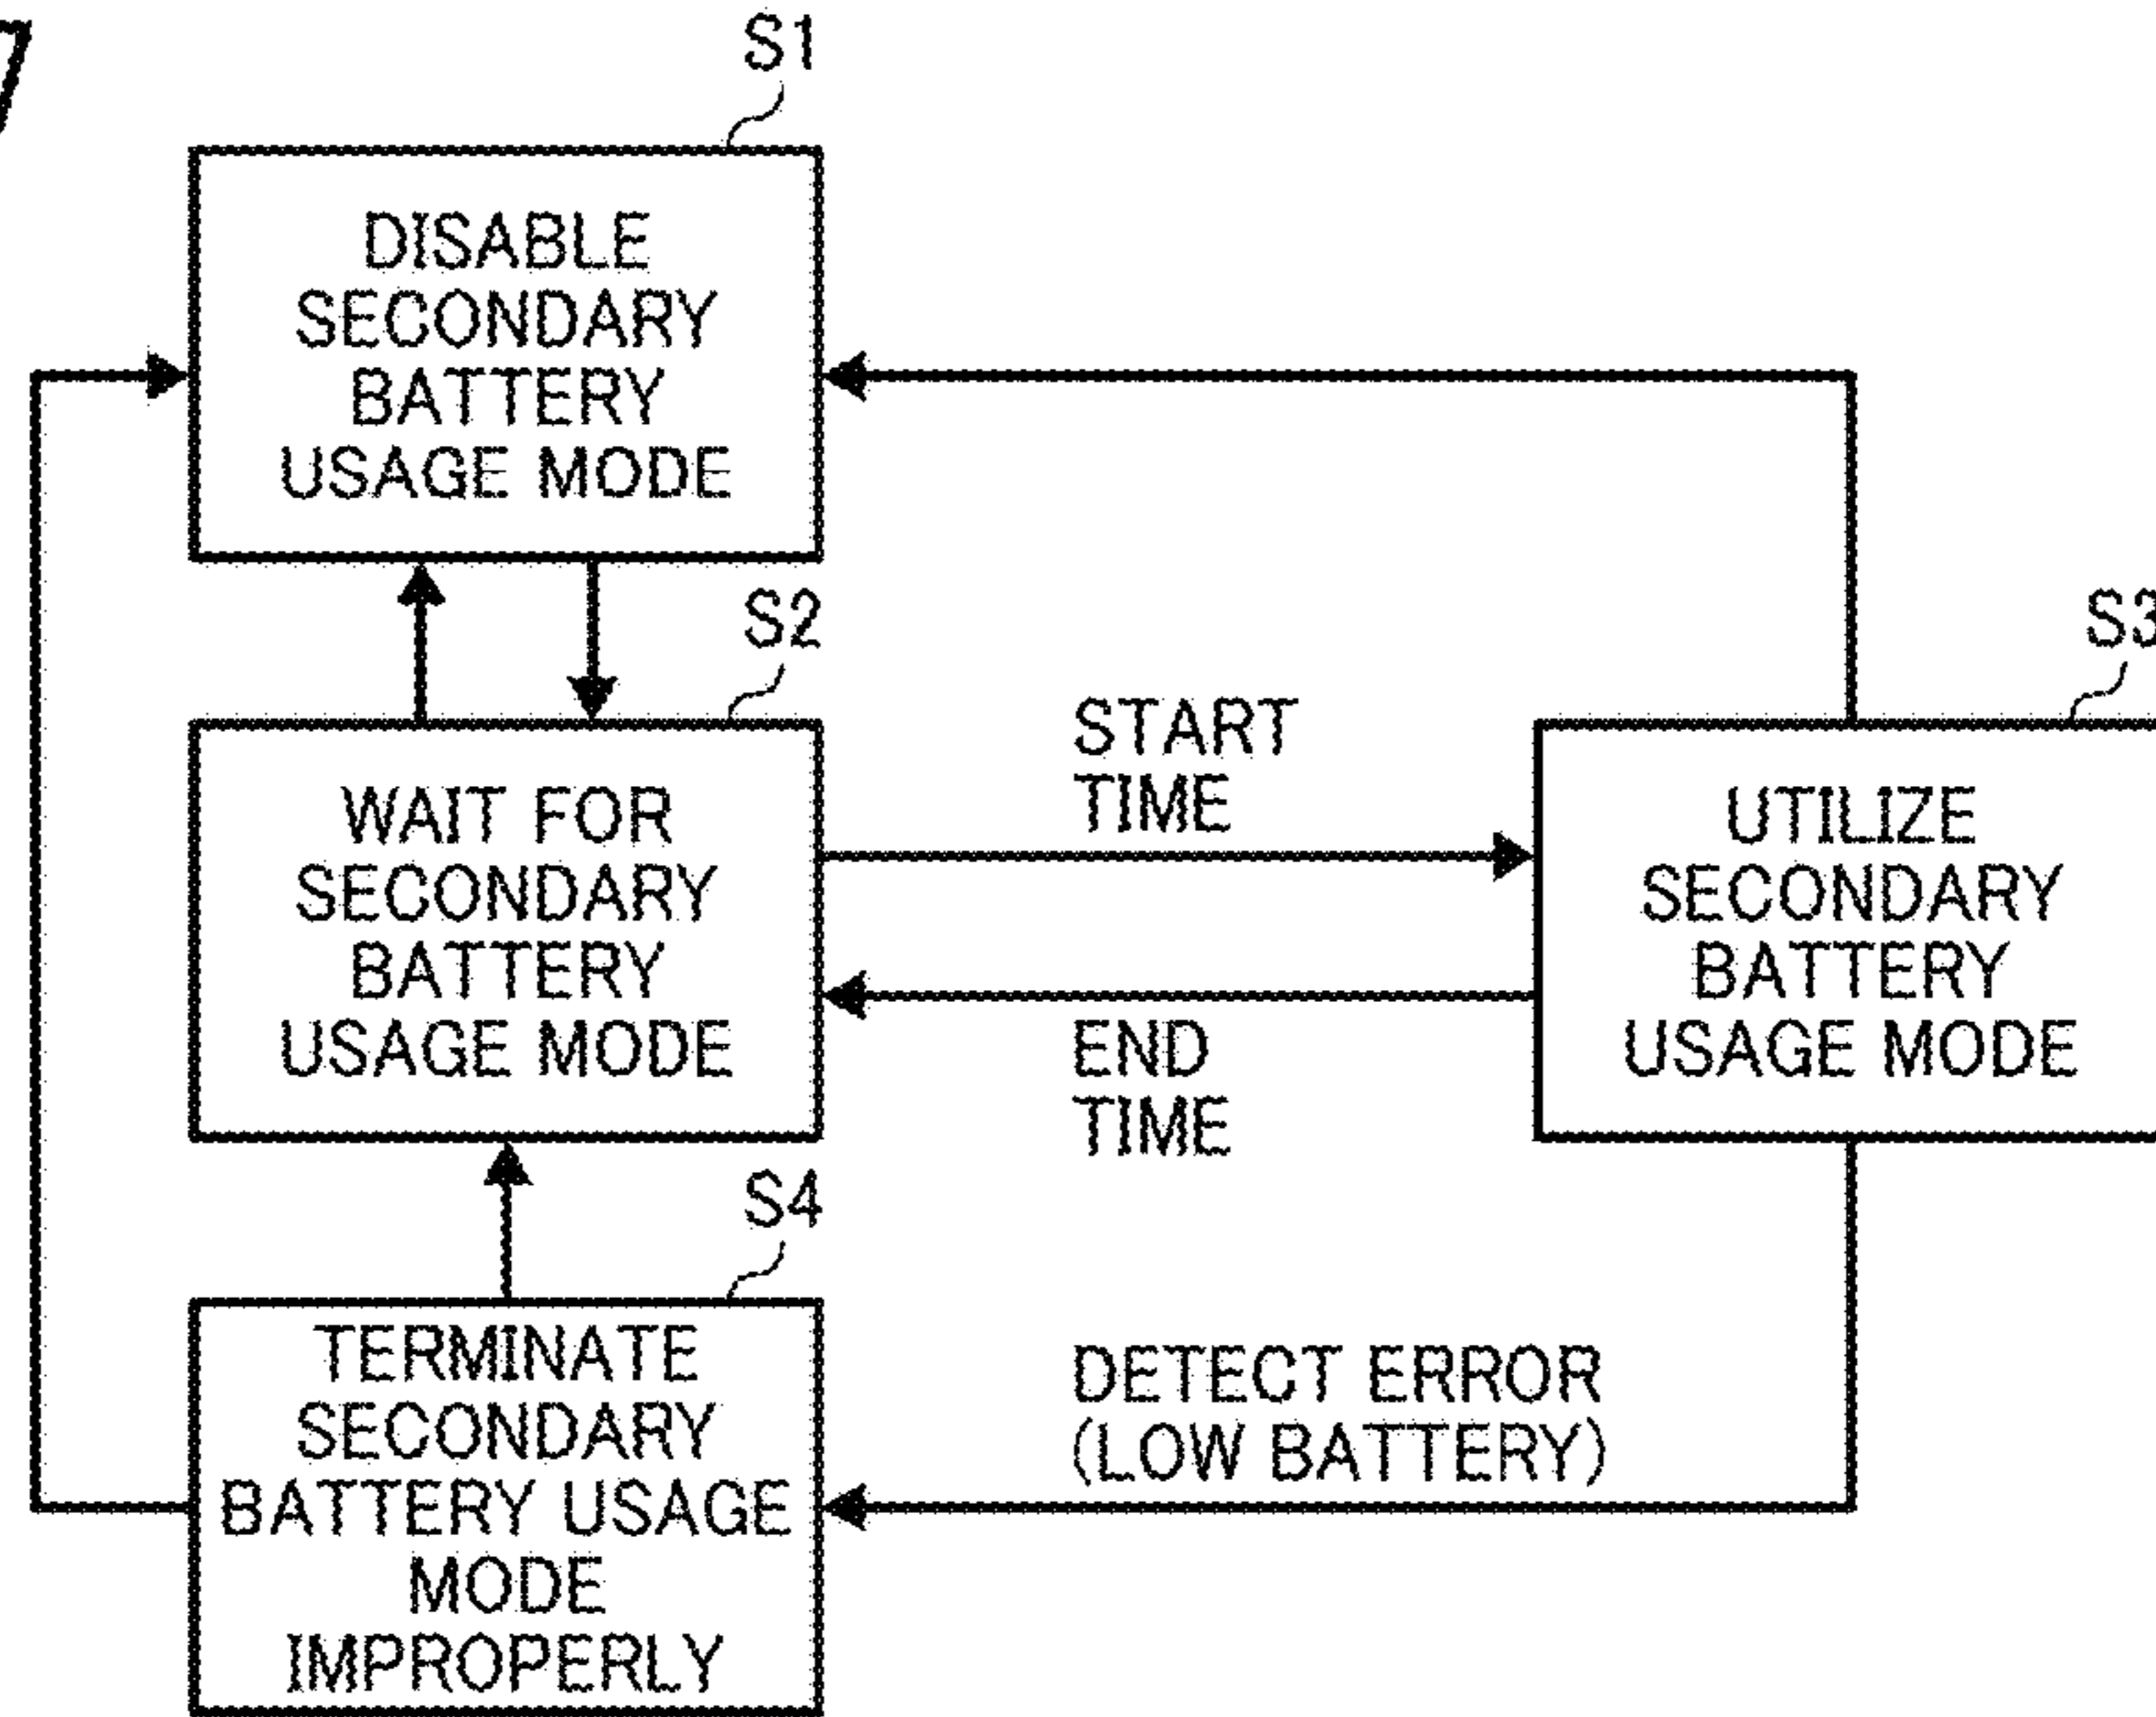 7
S1
DISABLE
SECONDARY
BATTERY
USAGE MODE
S2
WAIT FOR
SECONDARY
BATTERY
USAGE MODE
START
TIME
END
TIME
S3
UTILIZE
SECONDARY
BATTERY
USAGE MODE
S4
TERMINATE
SECONDARY
BATTERY USAGE
MODE
IMPROPERLY
DETECT ERROR
(LOW BATTERY)